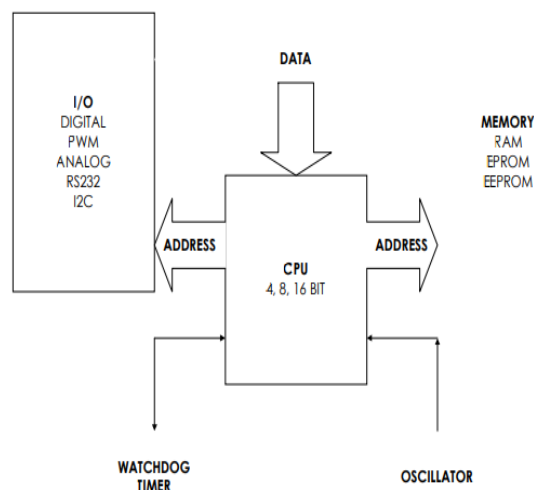 I/O
DIGITAL
PWM
ANALOG
RS232
I2C
DATA
MEMORY
RAM
EPROM
EEPROM
ADDRESS
ADDRESS
CPU
4, 8, 16 BIT
WATCHDOG
TIMER
OSCILLATOR